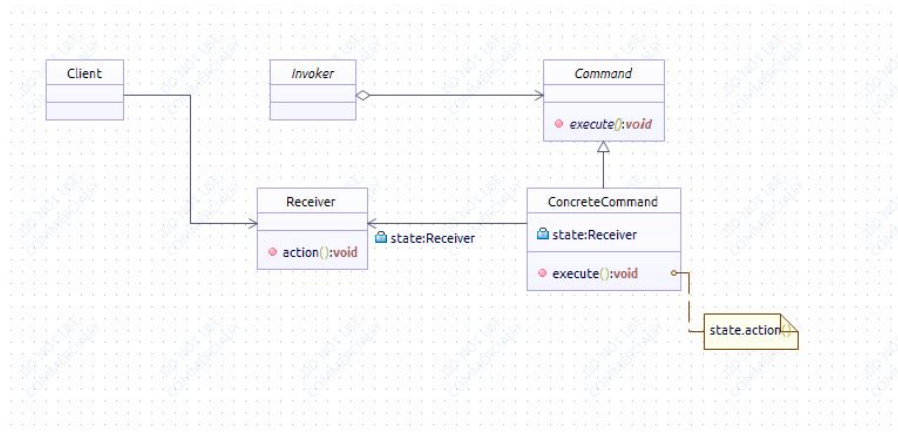 Client
Invoker
Command
execute():void
Receiver
action():void
state:Receiver
ConcreteCommand
state:Receiver
execute():void
state.action()